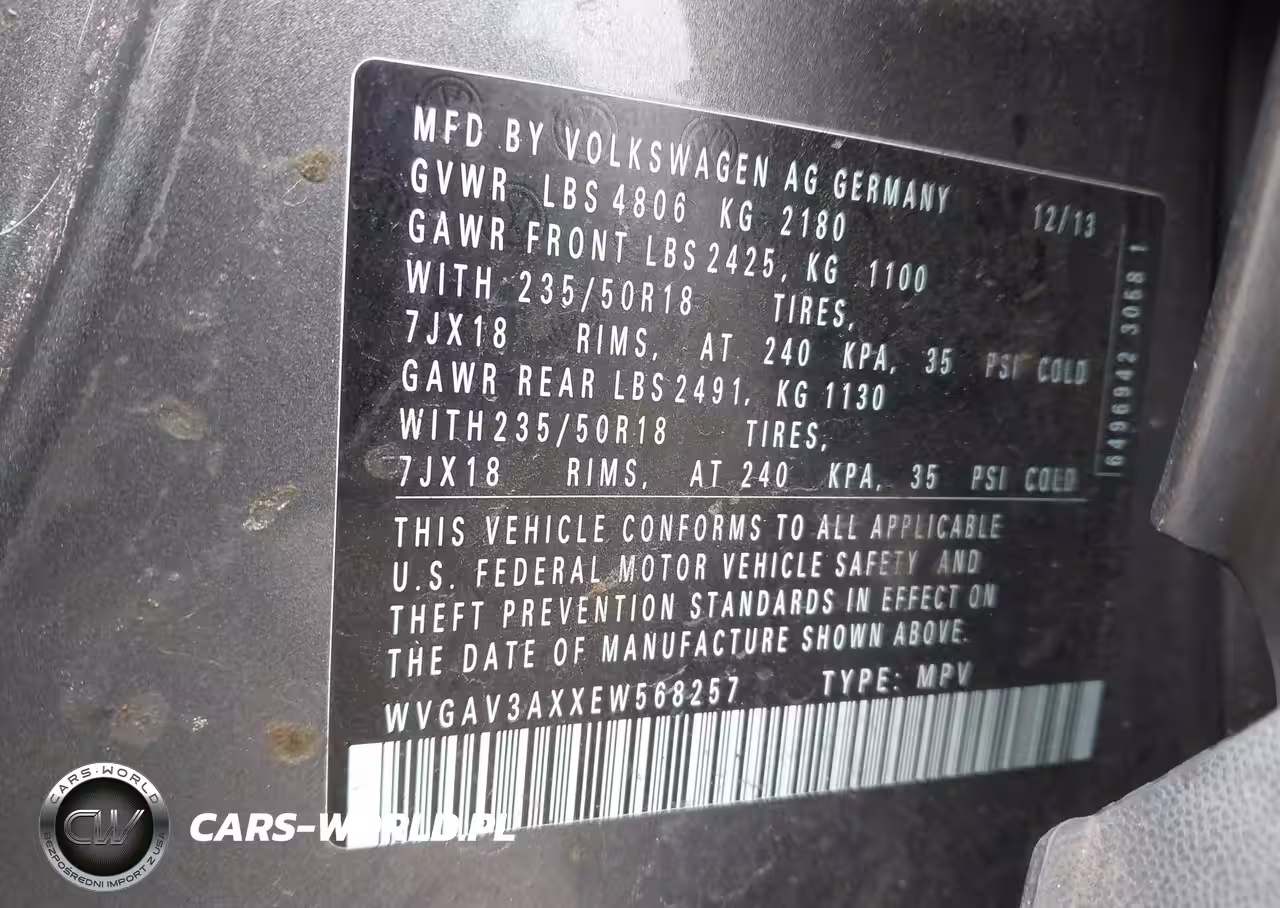 MFD BY VOLKSWAGEN AG GERMANY
GVWR LBS 4806 KG 2180 12/13
GAWR FRONT LBS 2425, KG 1100
WITH 235/50R18 TIRES,
7JX18 RIMS, AT 240 KPA, 35 PSI COLD
GAWR REAR LBS 2491, KG 1130
WITH 235/50R18 TIRES,
7JX18 RIMS, AT 240 KPA, 35 PSI COLD
6496942 3068 1
THIS VEHICLE CONFORMS TO ALL APPLICABLE
U.S. FEDERAL MOTOR VEHICLE SAFETY AND
THEFT PREVENTION STANDARDS IN EFFECT ON
THE DATE OF MANUFACTURE SHOWN ABOVE.
WVGAV3AXXEW568257 TYPE: MPV
CARS-WORLD
CW
BEZPOŚREDNI IMPORT Z USA
CARS-WORLD.PL